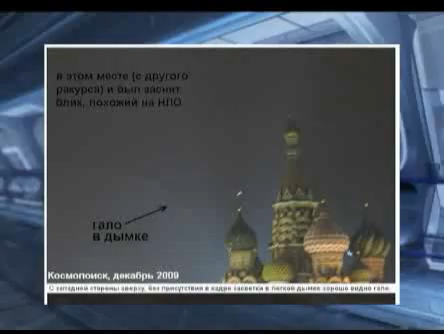 в этом месте (с другого
ракурса) и был заснят
блик, похожий на НЛО
гало
в дымке
Космопоиск, декабрь 2009
С западной стороны сверху, без присутствия в кадре засветки в легкой дымке хорошо видно гало.